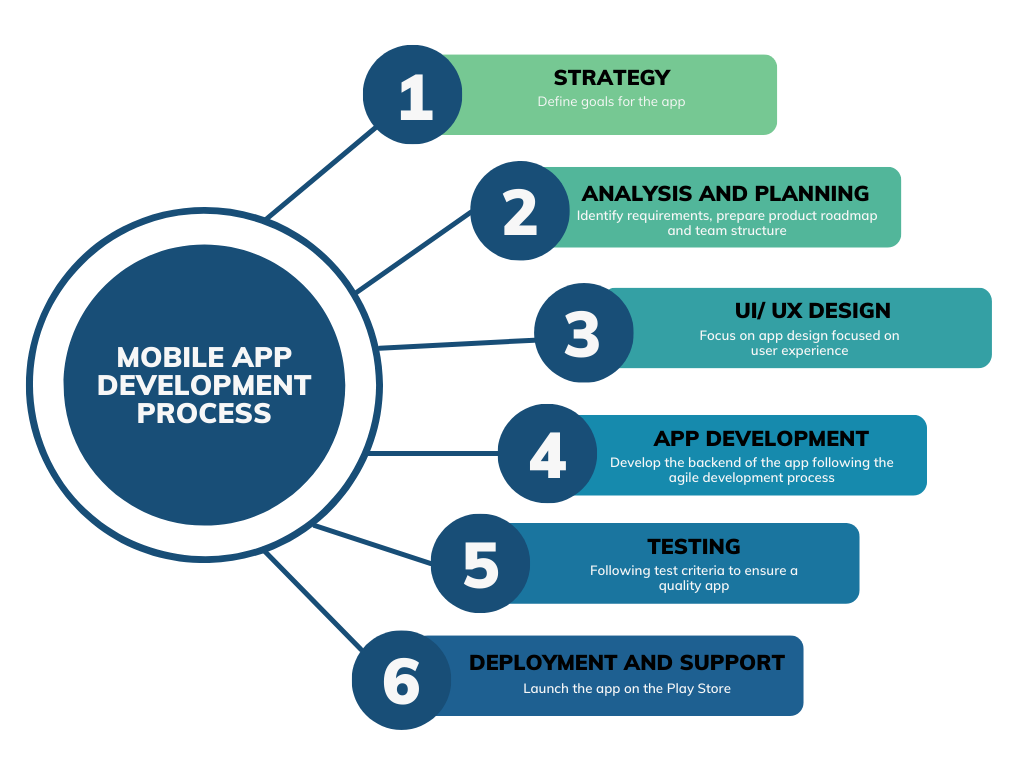 MOBILE APP
DEVELOPMENT
PROCESS
1
STRATEGY
Define goals for the app
2
ANALYSIS AND PLANNING
Identify requirements, prepare product roadmap
and team structure
3
UI/ UX DESIGN
Focus on app design focused on
user experience
4
APP DEVELOPMENT
Develop the backend of the app following the
agile development process
5
TESTING
Following test criteria to ensure a
quality app
6
DEPLOYMENT AND SUPPORT
Launch the app on the Play Store